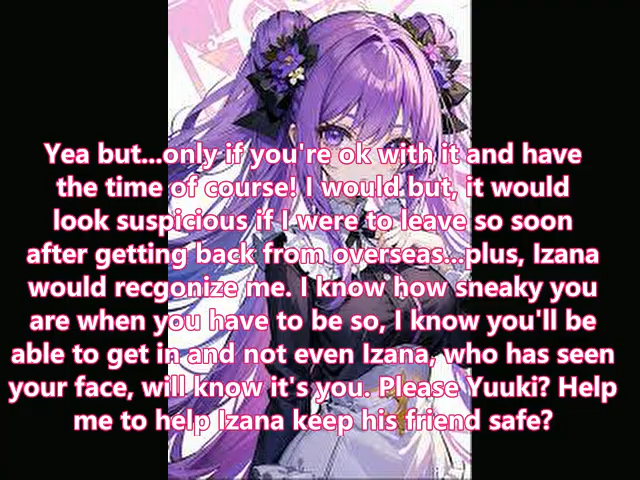 Yea but...only if you're ok with it and have
the time of course! I would but, it would
look suspicious if I were to leave so soon
after getting back from overseas...plus, Izana
would recgonize me. I know how sneaky you
are when you have to be so, I know you'll be
able to get in and not even Izana, who has seen
your face, will know it's you. Please Yuuki? Help
me to help Izana keep his friend safe?